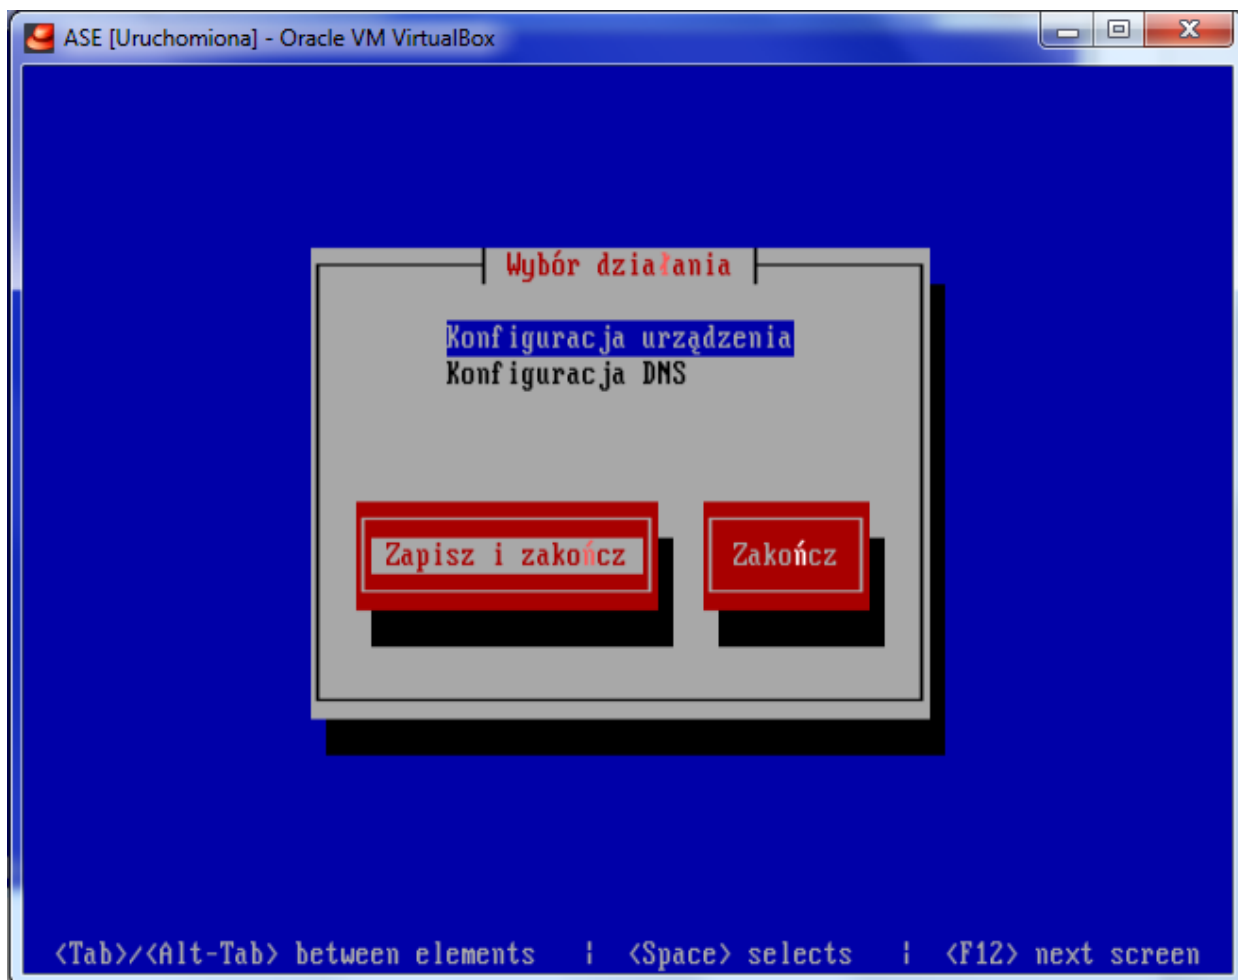 ASE [Uruchomiona] - Oracle VM VirtualBox
Wybór działania
Konfiguracja urządzenia
Konfiguracja DNS
Zapisz i zakończ Zakończ
<Tab>/<Alt-Tab> between elements | <Space> selects | <F12> next screen